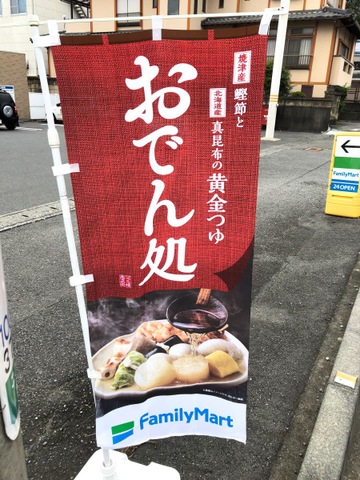 焼津産
鰹節と
北海道産
真昆布の
黄金つゆ
おでん処
FamilyMart
FamilyMart
24 OPEN